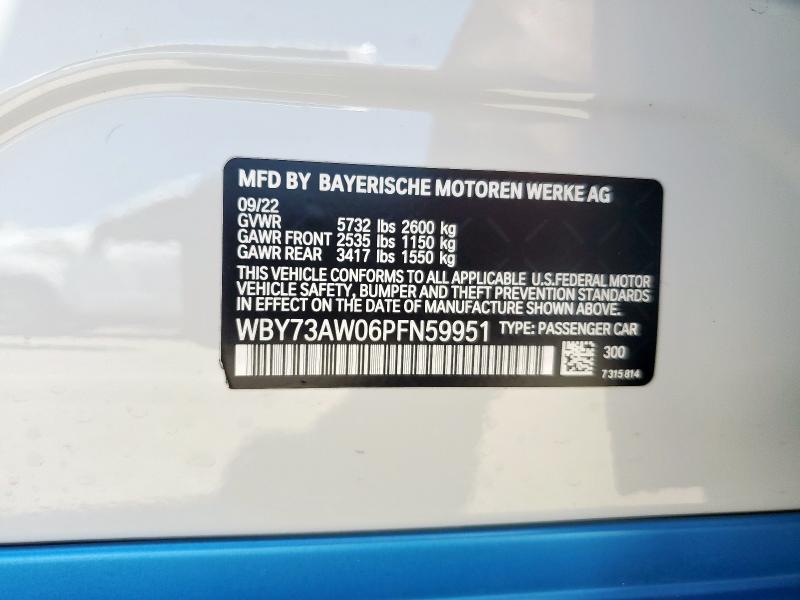 MFD BY BAYERISCHE MOTOREN WERKE AG
09/22
GVWR 5732 lbs 2600 kg
GAWR FRONT 2535 lbs 1150 kg
GAWR REAR 3417 lbs 1550 kg
THIS VEHICLE CONFORMS TO ALL APPLICABLE U.S.FEDERAL MOTOR
VEHICLE SAFETY, BUMPER AND THEFT PREVENTION STANDARDS
IN EFFECT ON THE DATE OF MANUFACTURE SHOWN ABOVE.
WBY73AW06PFN59951 TYPE: PASSENGER CAR
300
7315814